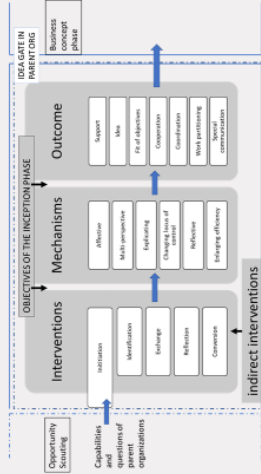 Opportunity
Scouting
Capabilities
and
questions of
parent
organizations
OBJECTIVES OF THE INCEPTION PHASE
Interventions
Initiation
Identification
Exchange
Reflection
Conversion
indirect interventions
Mechanisms
Affective
Multi-perspective
Explicating
Changing locus of
control
Reflective
Enlarging efficiency
Outcome
Support
Idea
Fit of objectives
Cooperation
Coordination
Work partitioning
Special
communication
IDEA GATE IN
PARENT ORG
Business
concept
phase